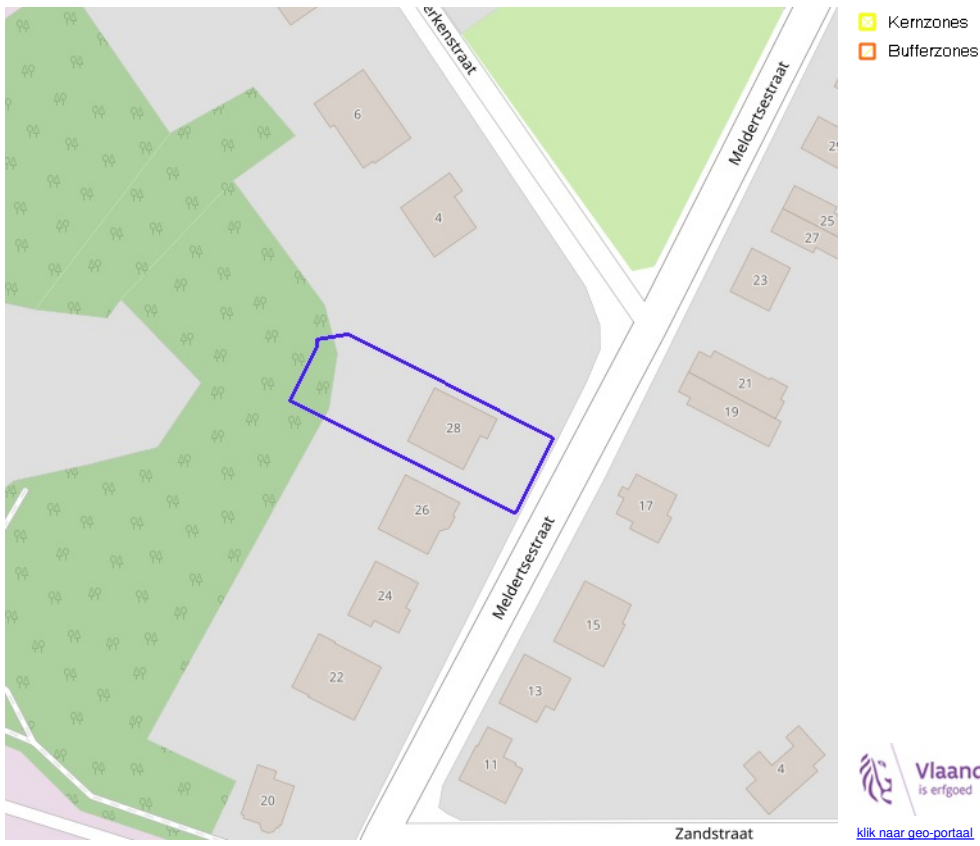 Kernzones
Bufferzones
erkenstraat
Meldertsestraat
6
4
29
25
27
23
21
19
28
26
17
Meldertsestraat
24
15
22
13
11
4
20
Vlaand
is erfgoed
Zandstraat
klik naar geo-portaal